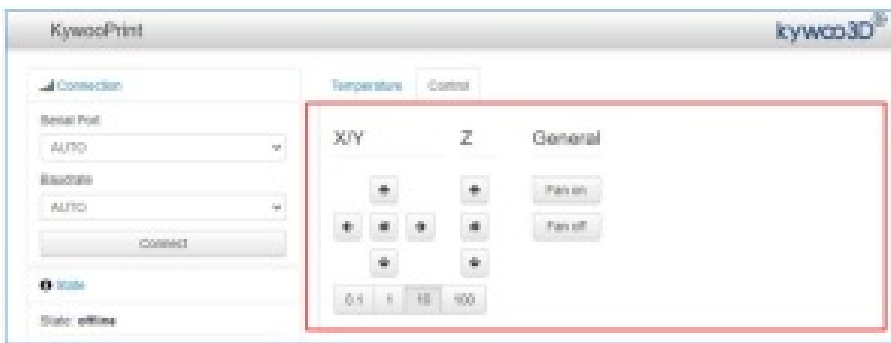 KywooPrint
kywoo3D
Connection
Serial Port
AUTO
Baudrate
AUTO
Connect
State
State: offline
Temperature Control
X/Y Z General
Fan on
Fan off
0.1 1 10 100